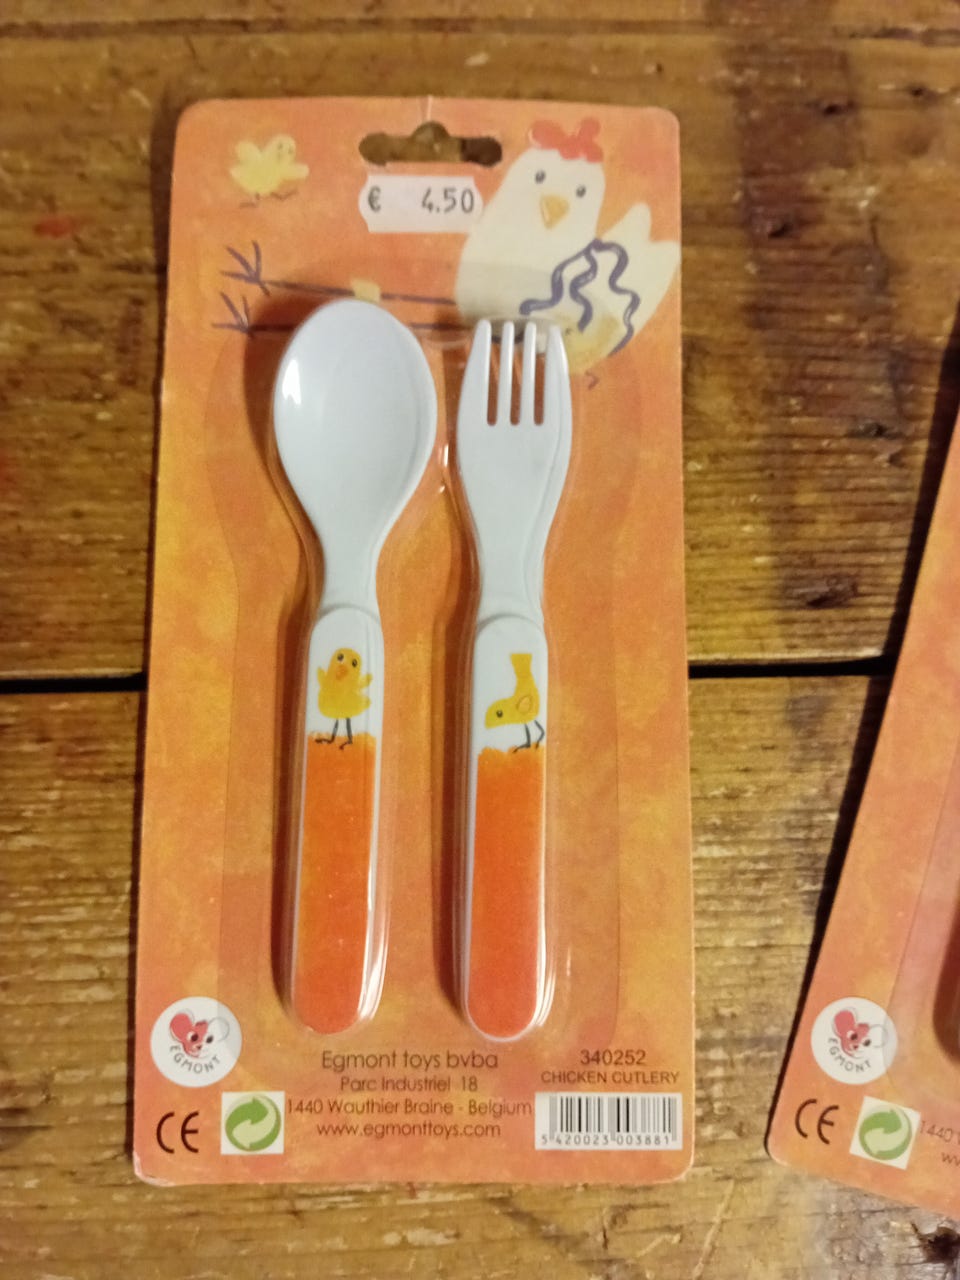 € 4.50
EGMONT
Egmont toys bvba
Parc Industriel 18
1440 Wauthier Braine - Belgium
www.egmonttoys.com
340252
CHICKEN CUTLERY
5 420023 003881
CE
EGMONT
CE
1440